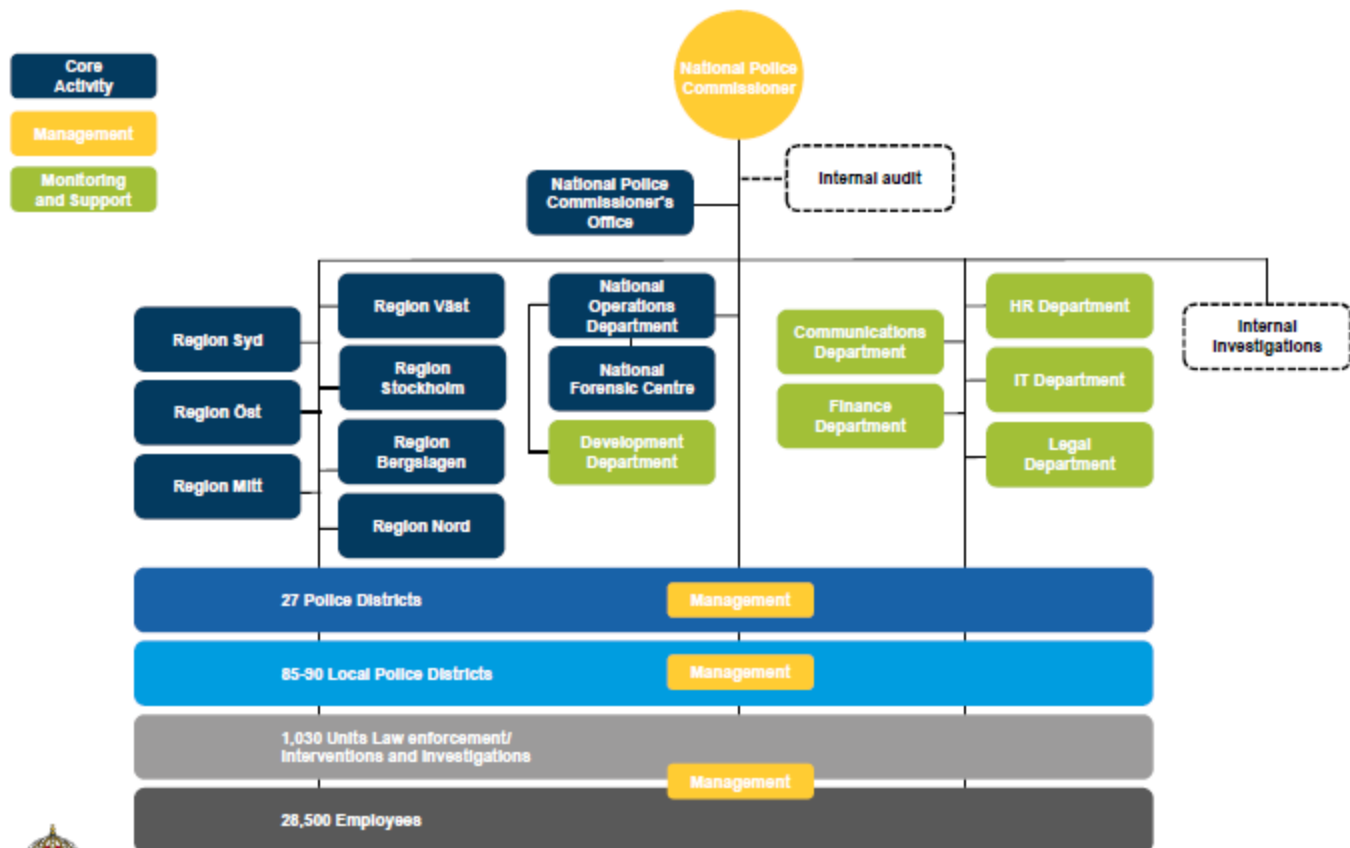 Core
Activity
Management
Monitoring
and Support
National Police
Commissioner
Internal audit
National Police
Commissioner's
Office
Region Syd
Region Öst
Region Mitt
Region Väst
Region
Stockholm
Region
Bergslagen
Region Nord
National
Operations
Department
National
Forensic Centre
Development
Department
Communications
Department
Finance
Department
HR Department
IT Department
Legal
Department
Internal
Investigations
27 Police Districts
Management
85-90 Local Police Districts
Management
1,030 Units Law enforcement/
Interventions and Investigations
Management
28,500 Employees